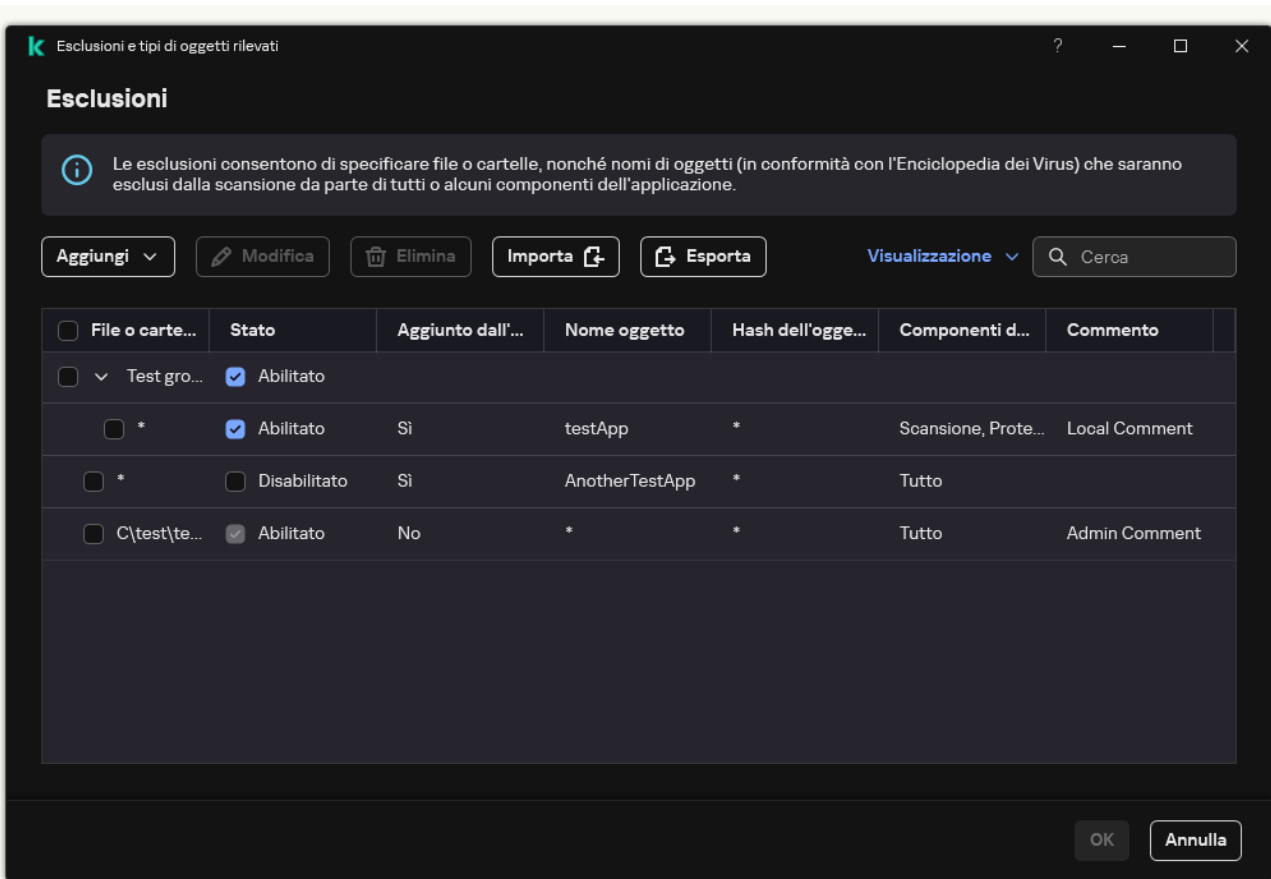 Esclusioni e tipi di oggetti rilevati
?
Esclusioni
Le esclusioni consentono di specificare file o cartelle, nonché nomi di oggetti (in conformità con l'Enciclopedia dei Virus) che saranno
esclusi dalla scansione da parte di tutti o alcuni componenti dell'applicazione.
Aggiungi Modifica Elimina Importa Esporta Visualizzazione Cerca
File o carte... Stato Aggiunto dall'... Nome oggetto Hash dell'ogge... Componenti d... Commento
Test gro... Abilitato
* Abilitato Sì testApp * Scansione, Prote... Local Comment
* Disabilitato Sì AnotherTestApp * Tutto
C\test\te... Abilitato No * * Tutto Admin Comment
OK Annulla